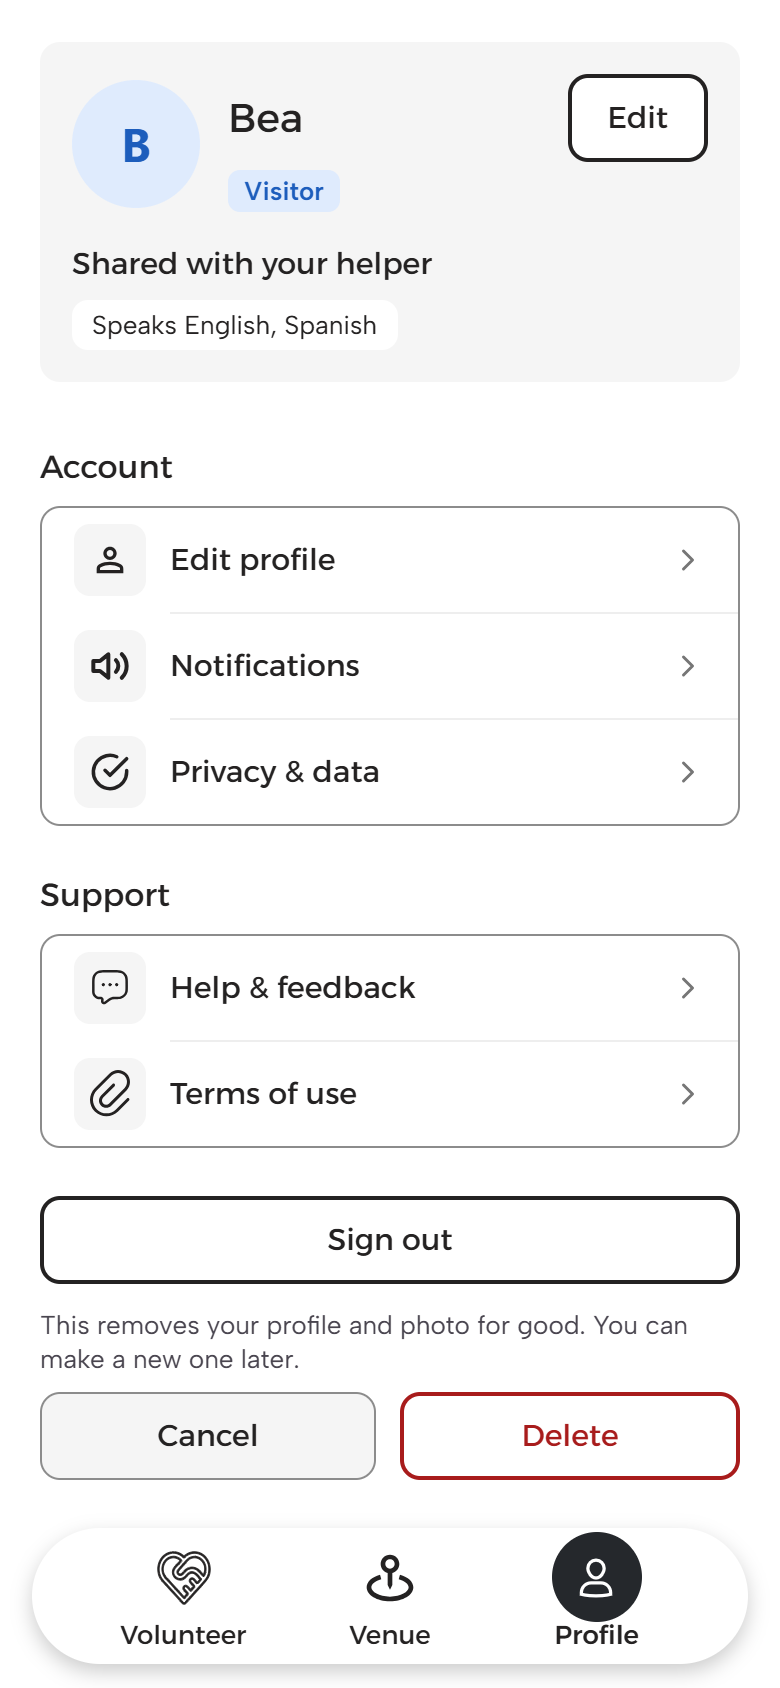 B
Bea
Edit
Visitor
Shared with your helper
Speaks English, Spanish
Account
Edit profile
Notifications
Privacy & data
Support
Help & feedback
Terms of use
Sign out
This removes your profile and photo for good. You can
make a new one later.
Cancel
Delete
Volunteer
Venue
Profile